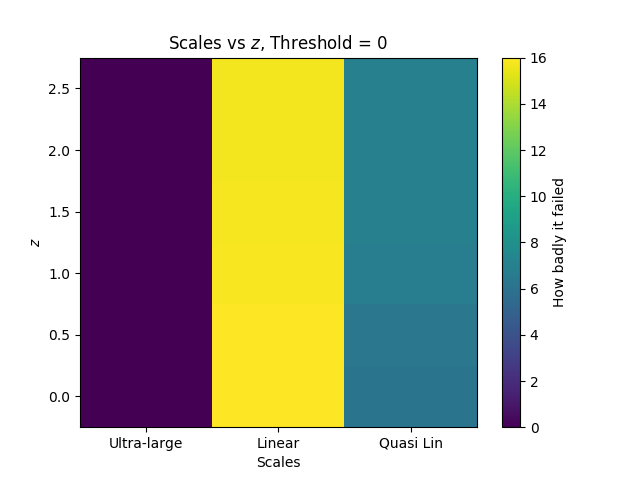 Scales vs z, Threshold = 0
2.5
2.0
1.5
1.0
0.5
0.0
z
Ultra-large
Linear
Quasi Lin
Scales
16
14
12
10
8
6
4
2
0
How badly it failed